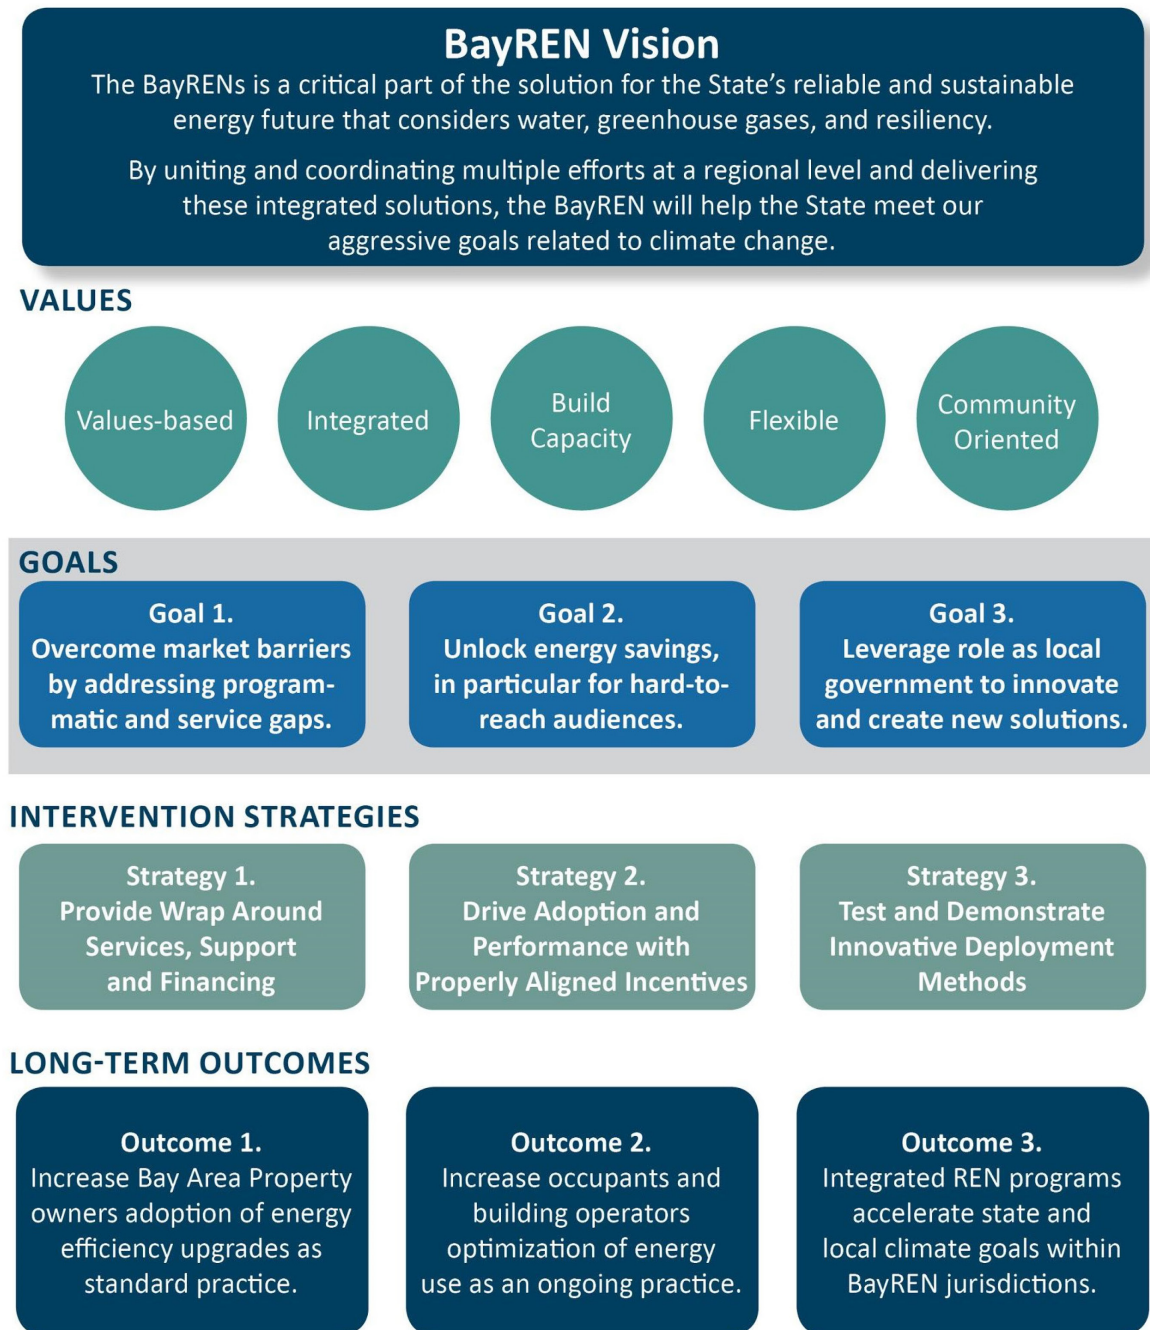 BayREN Vision
The BayRENs is a critical part of the solution for the State’s reliable and sustainable
energy future that considers water, greenhouse gases, and resiliency.
By uniting and coordinating multiple efforts at a regional level and delivering
these integrated solutions, the BayREN will help the State meet our
aggressive goals related to climate change.
VALUES
Values-based
Integrated
Build
Capacity
Flexible
Community
Oriented
GOALS
Goal 1.
Overcome market barriers
by addressing program-
matic and service gaps.
Goal 2.
Unlock energy savings,
in particular for hard-to-
reach audiences.
Goal 3.
Leverage role as local
government to innovate
and create new solutions.
INTERVENTION STRATEGIES
Strategy 1.
Provide Wrap Around
Services, Support
and Financing
Strategy 2.
Drive Adoption and
Performance with
Properly Aligned Incentives
Strategy 3.
Test and Demonstrate
Innovative Deployment
Methods
LONG-TERM OUTCOMES
Outcome 1.
Increase Bay Area Property
owners adoption of energy
efficiency upgrades as
standard practice.
Outcome 2.
Increase occupants and
building operators
optimization of energy
use as an ongoing practice.
Outcome 3.
Integrated REN programs
accelerate state and
local climate goals within
BayREN jurisdictions.